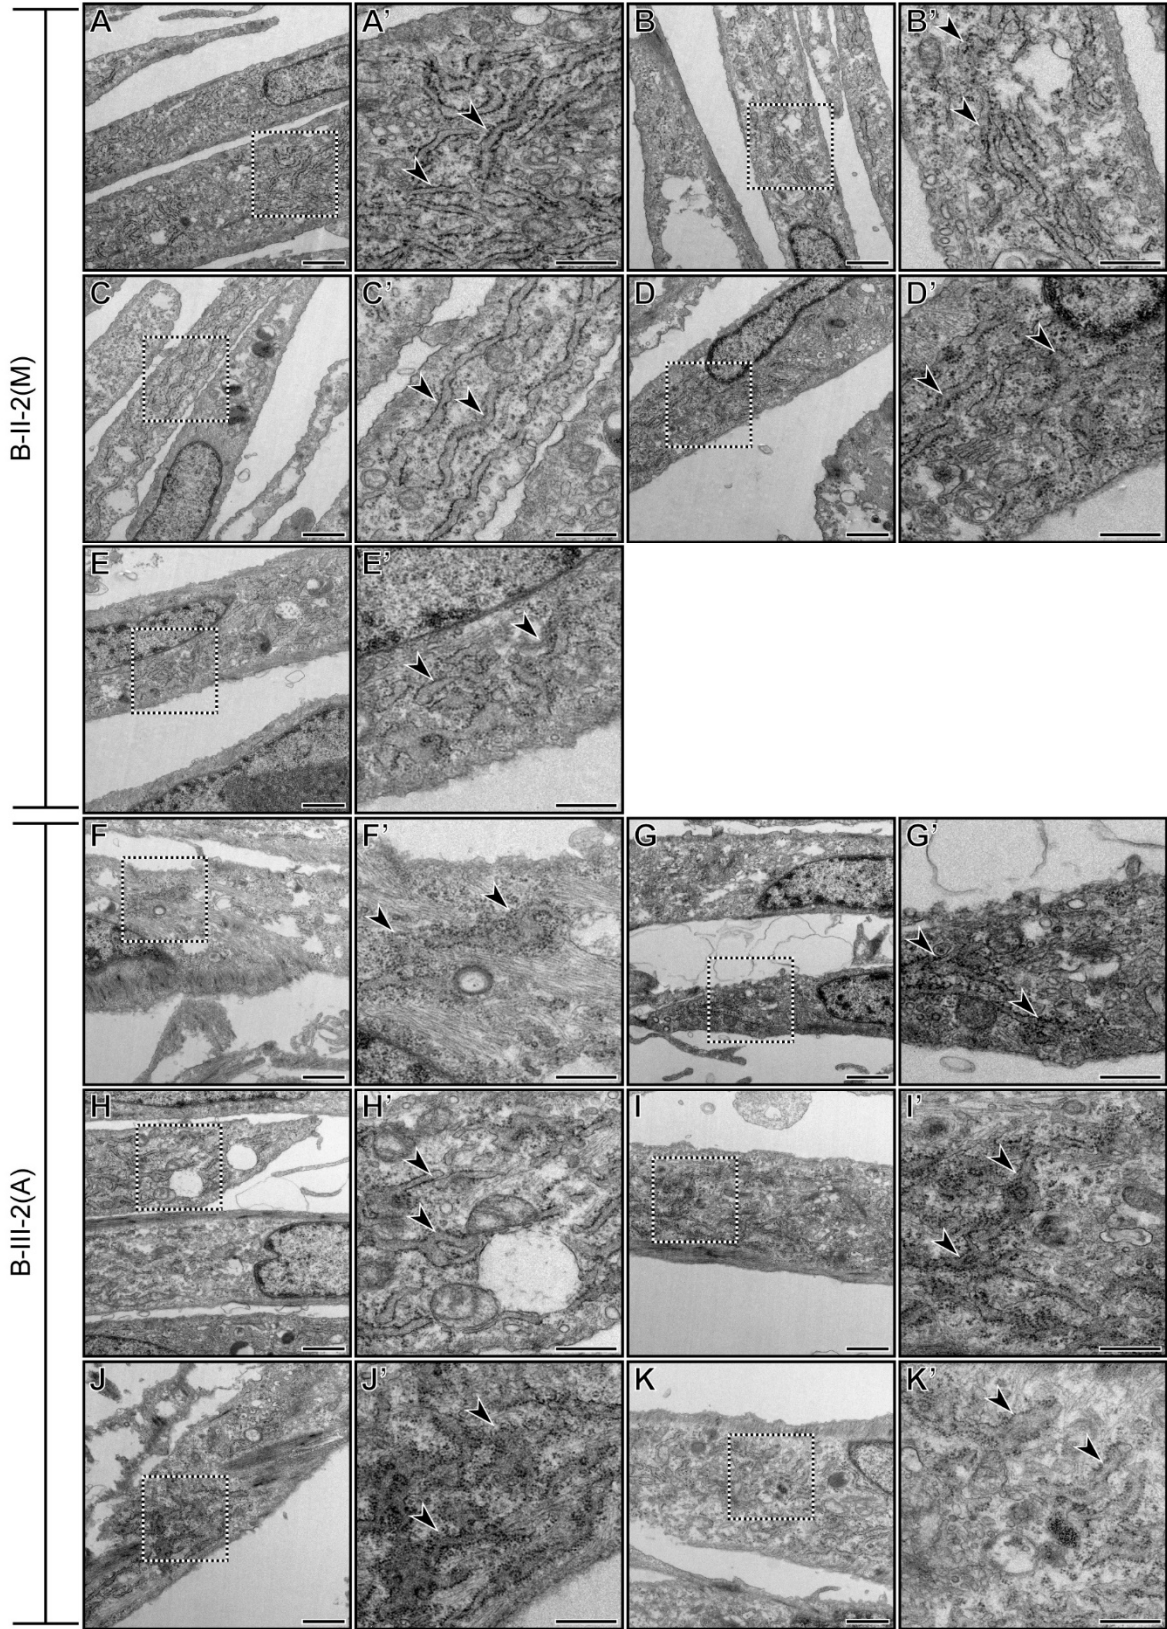 B-II-2(M)
A A' B B'
C C' D D'
E E'
B-III-2(A)
F F' G G'
H H' I I'
J J' K K'